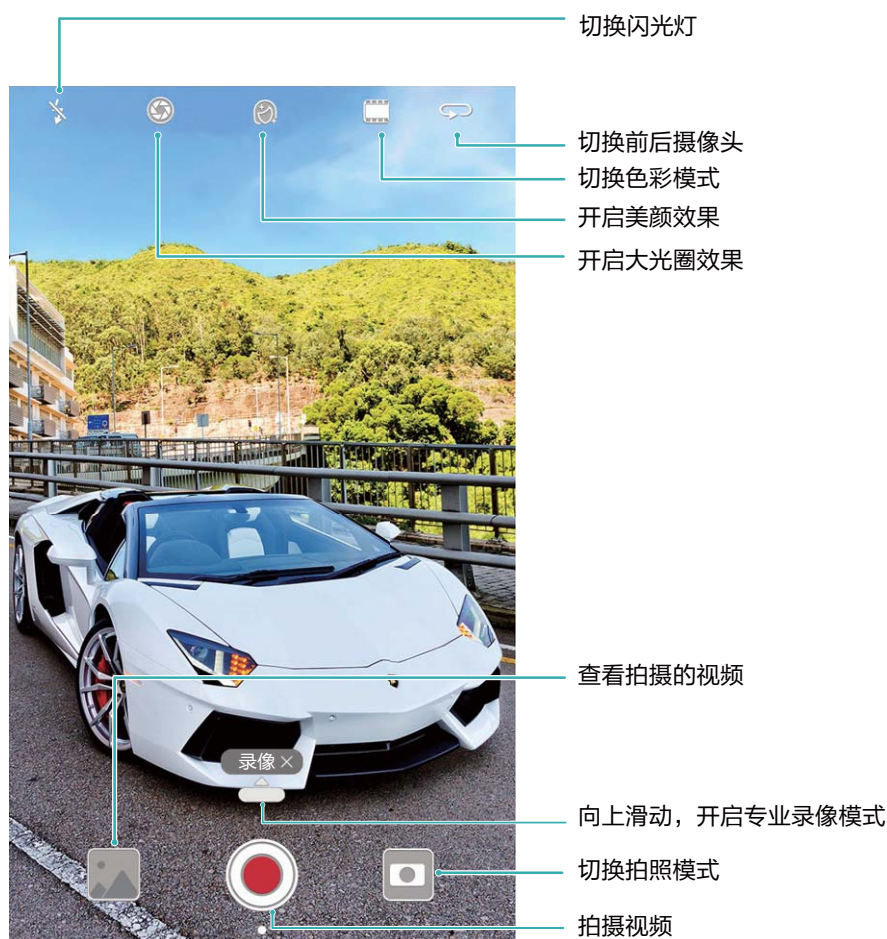 切换闪光灯
切换前后摄像头
切换色彩模式
开启美颜效果
开启大光圈效果
查看拍摄的视频
录像×
向上滑动，开启专业录像模式
切换拍照模式
拍摄视频